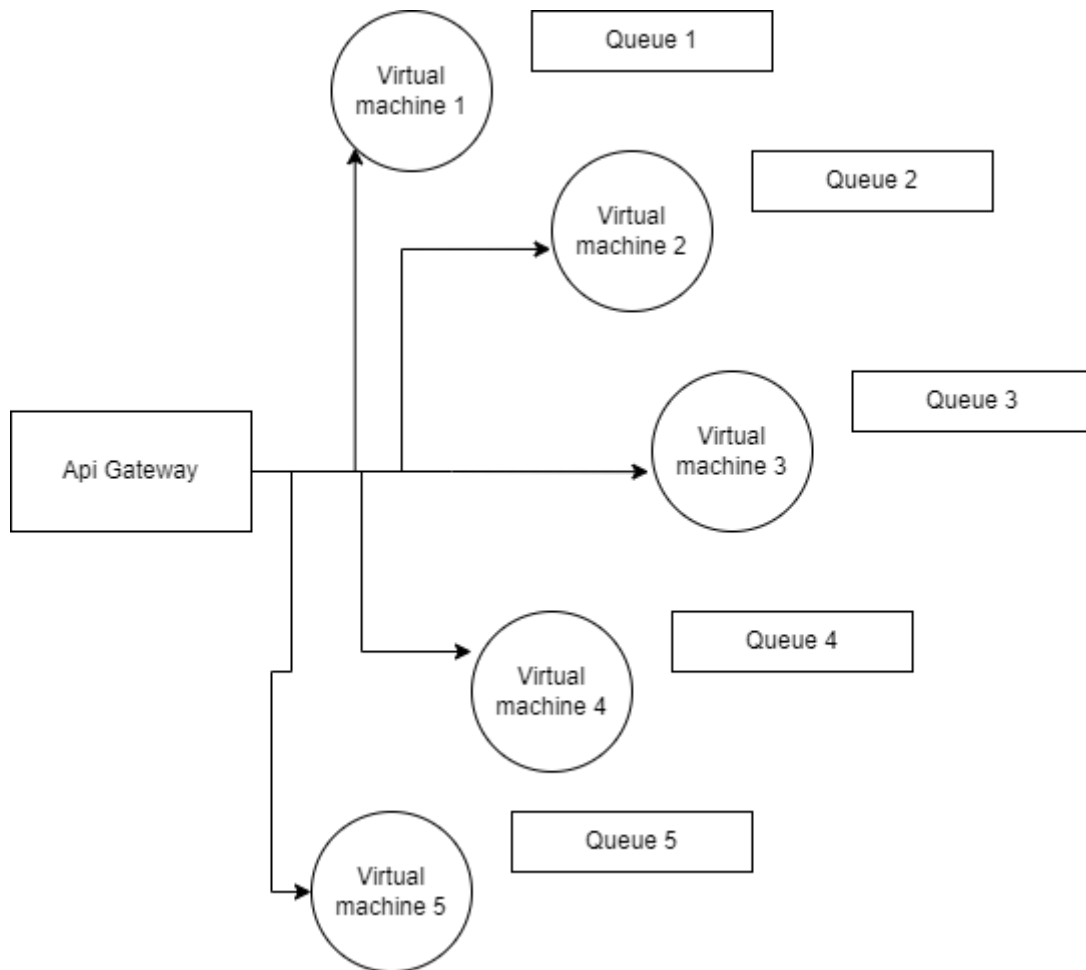 Virtual
machine 1
Queue 1
Virtual
machine 2
Queue 2
Api Gateway
Virtual
machine 3
Queue 3
Virtual
machine 4
Queue 4
Virtual
machine 5
Queue 5